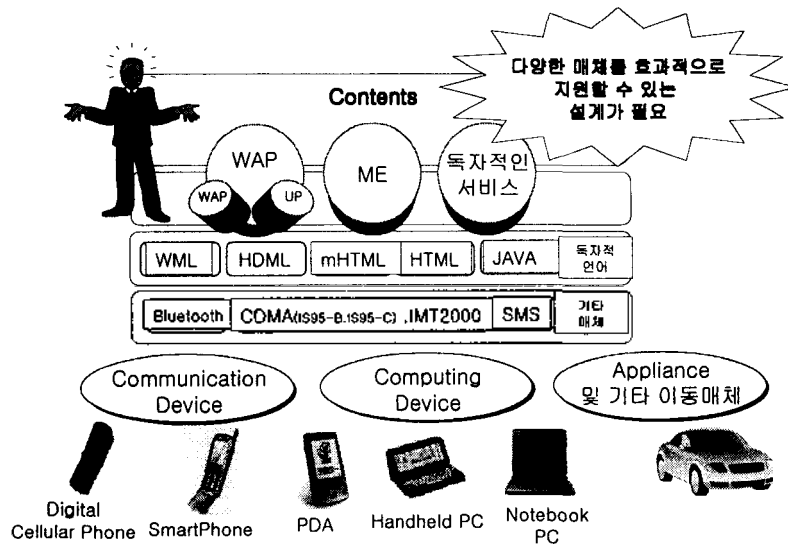 다양한 매체를 효과적으로
지원할 수 있는
설계가 필요
Contents
WAP
ME
독자적인
서비스
WAP
UP
WML
HDML
mHTML
HTML
JAVA
독자적
언어
Bluetooth
CDMA(IS95-B.IS95-C) .IMT2000
SMS
기타
매체
Communication
Device
Computing
Device
Appliance
및 기타 이동매체
Digital
Cellular Phone
SmartPhone
PDA
Handheld PC
Notebook
PC